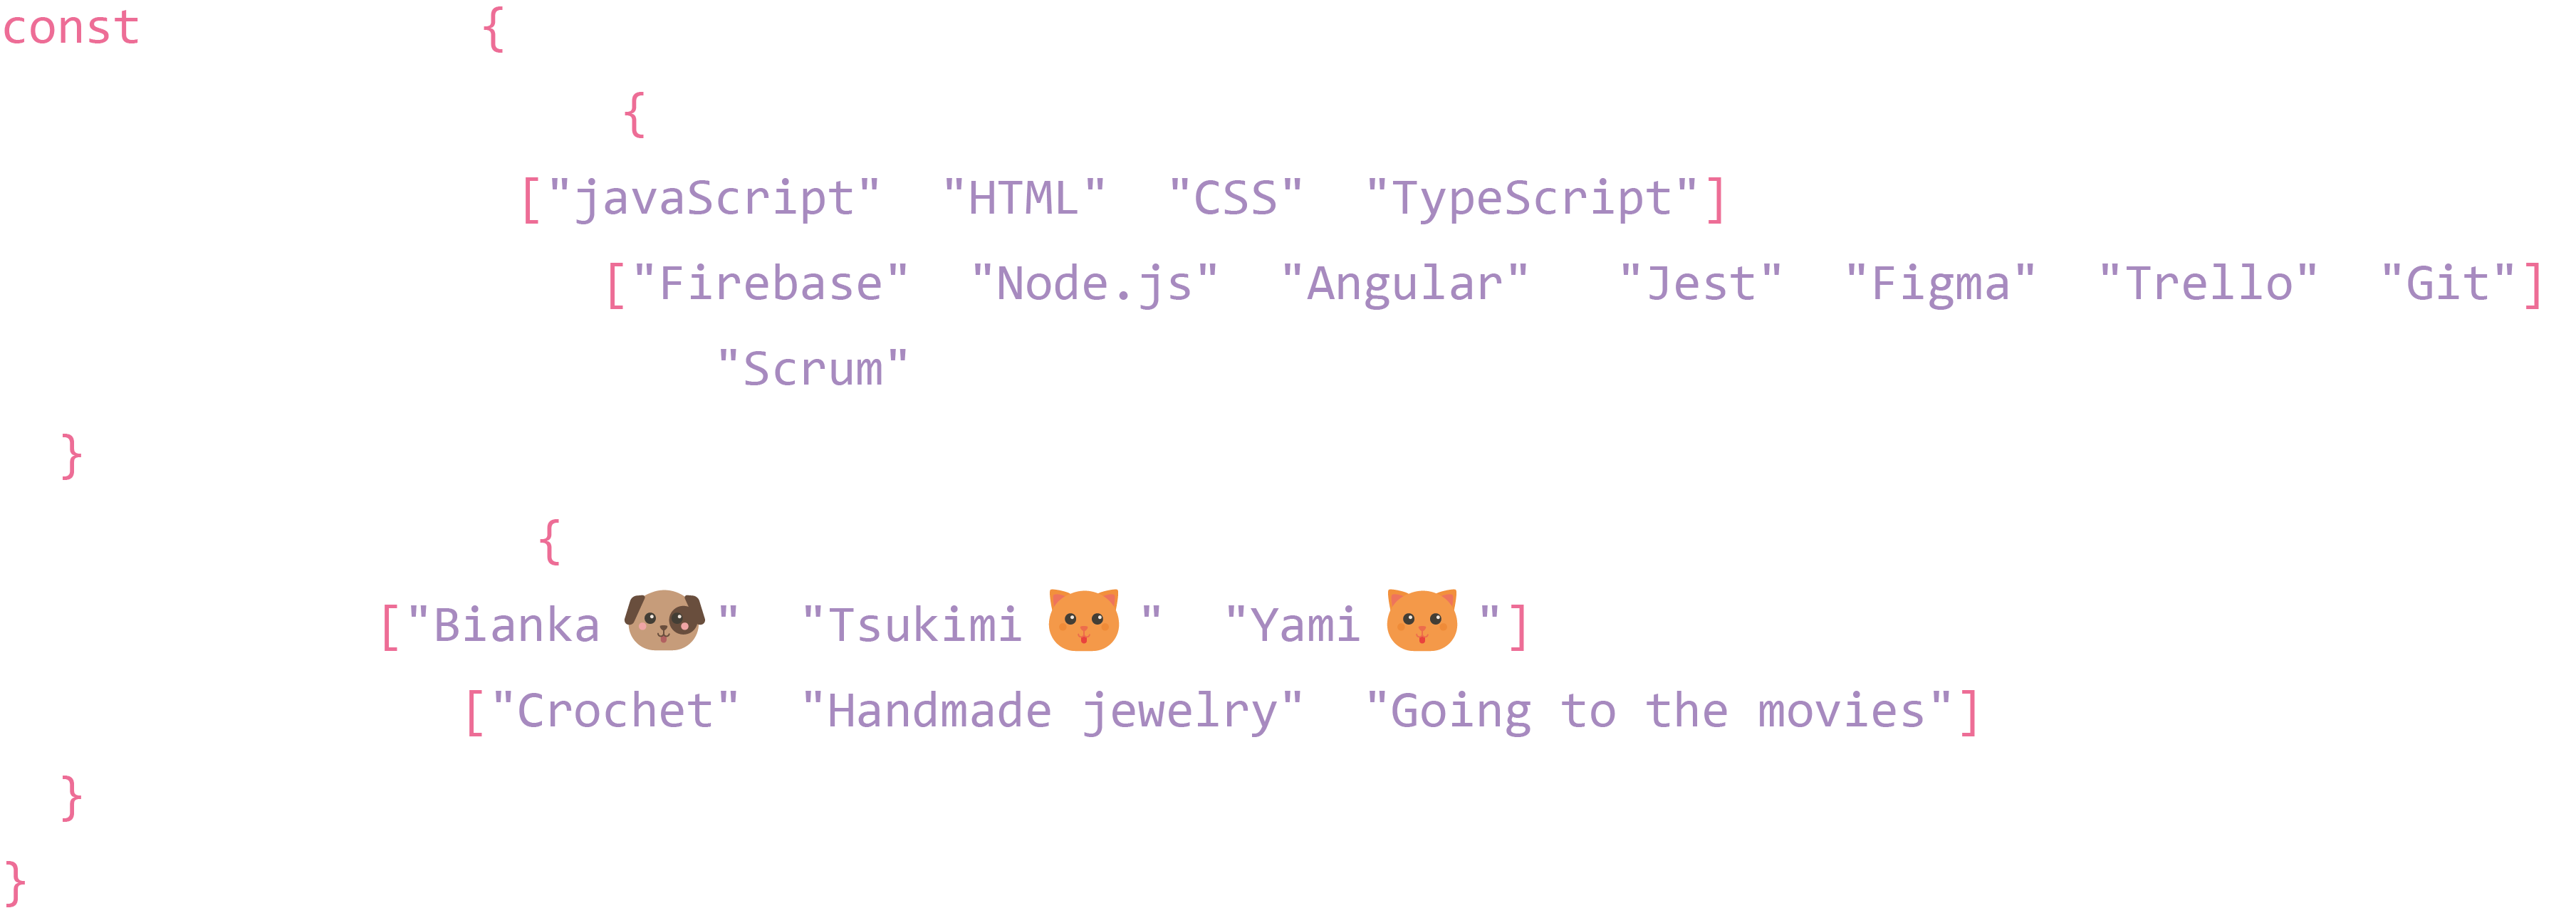 const {
{
["javaScript" "HTML" "CSS" "TypeScript"]
["Firebase" "Node.js" "Angular" "Jest" "Figma" "Trello" "Git"]
"Scrum"
}
{
["Bianka 🐶" "Tsukimi 🐱" "Yami 🐱"]
["Crochet" "Handmade jewelry" "Going to the movies"]
}
}